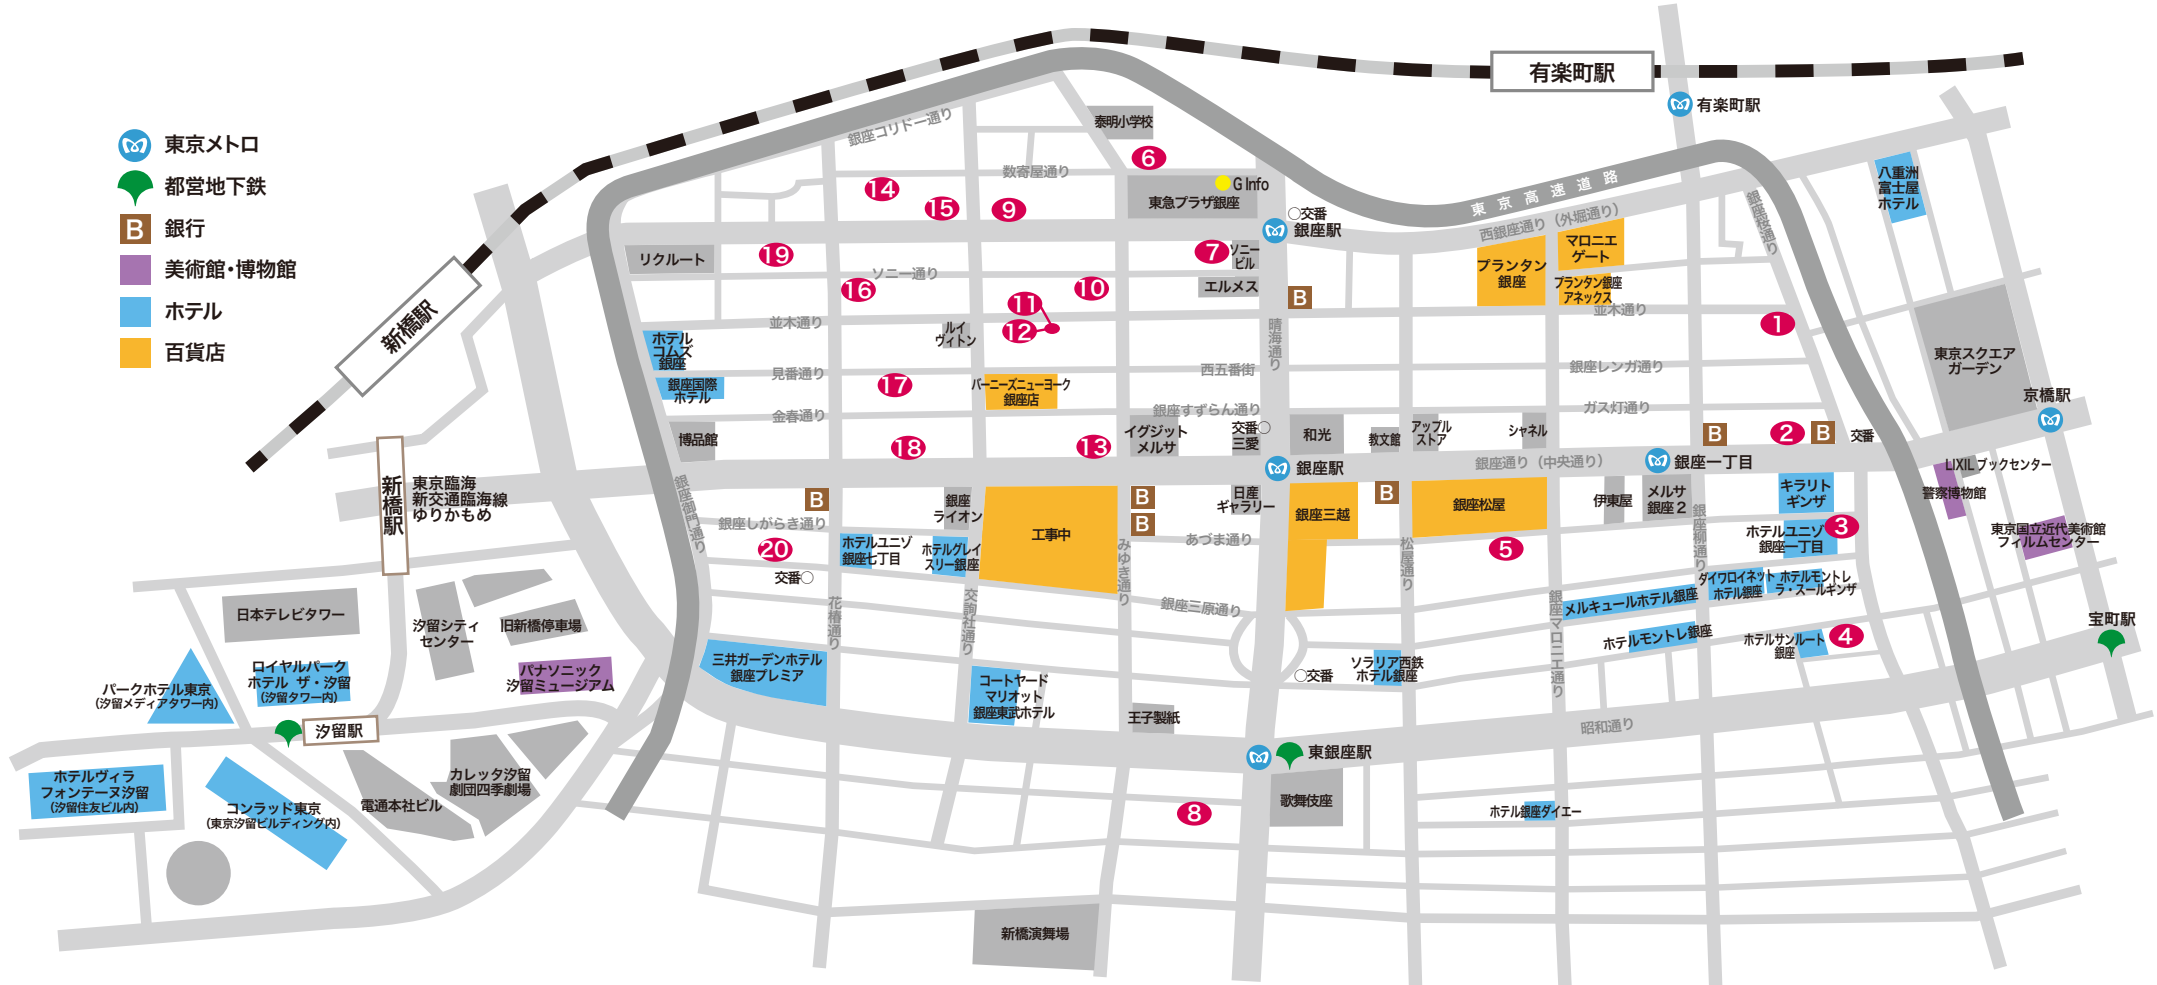 東京メトロ
都営地下鉄
B
銀行
美術館・博物館
ホテル
百貨店
有楽町駅
有楽町駅
新橋駅
新橋駅
東京臨海
新交通臨海線
ゆりかもめ
銀座コリドー通り
数寄屋通り
泰明小学校
6
14
15
9
G Info
東急プラザ銀座
○交番
銀座駅
東京高速道路
西銀座通り（外堀通り）
銀座桜通り
八重洲
富士屋
ホテル
リクルート
19
ソニー通り
16
11
12
10
7
ソニー
ビル
エルメス
B
プランタン
銀座
マロニエ
ゲート
プランタン銀座
アネックス
並木通り
並木通り
1
ルイ
ヴィトン
晴海通り
東京スクエア
ガーデン
京橋駅
ホテル
コムズ
銀座
銀座国際
ホテル
見番通り
17
バーニーズニューヨーク
銀座店
西五番街
銀座レンガ通り
金春通り
銀座すずらん通り
ガス灯通り
博品館
18
13
イグジット
メルサ
交番○
三愛
和光
教文館
アップル
ストア
シャネル
B
2
B
交番
銀座駅
銀座通り（中央通り）
銀座一丁目
LIXIL ブックセンター
警察博物館
東京国立近代美術館
フィルムセンター
銀座御門通り
B
銀座しがらき通り
銀座
ライオン
工事中
B
B
日産
ギャラリー
銀座三越
B
銀座松屋
伊東屋
メルサ
銀座2
キラリト
ギンザ
ホテルユニゾ
銀座一丁目
3
20
交番○
ホテルユニゾ
銀座七丁目
ホテルグレイ
スリー銀座
みゆき通り
あづま通り
松屋通り
5
銀座柳通り
ダイワロイネット
ホテル銀座
ホテルモントレ
ラ・スールギンザ
メルキュールホテル銀座
銀座マロニエ通り
ホテルモントレ銀座
ホテルサンルート
銀座
4
宝町駅
花椿通り
交詢社通り
銀座三原通り
日本テレビタワー
汐留シティ
センター
旧新橋停車場
パナソニック
汐留ミュージアム
パークホテル東京
（汐留メディアタワー内）
ロイヤルパーク
ホテル ザ・汐留
（汐留タワー内）
汐留駅
三井ガーデンホテル
銀座プレミア
コートヤード
マリオット
銀座東武ホテル
王子製紙
○交番
ソラリア西鉄
ホテル銀座
昭和通り
東銀座駅
ホテルヴィラ
フォンテーヌ汐留
（汐留住友ビル内）
コンラッド東京
（東京汐留ビルディング内）
電通本社ビル
カレッタ汐留
劇団四季劇場
8
歌舞伎座
ホテル銀座ダイエー
新橋演舞場